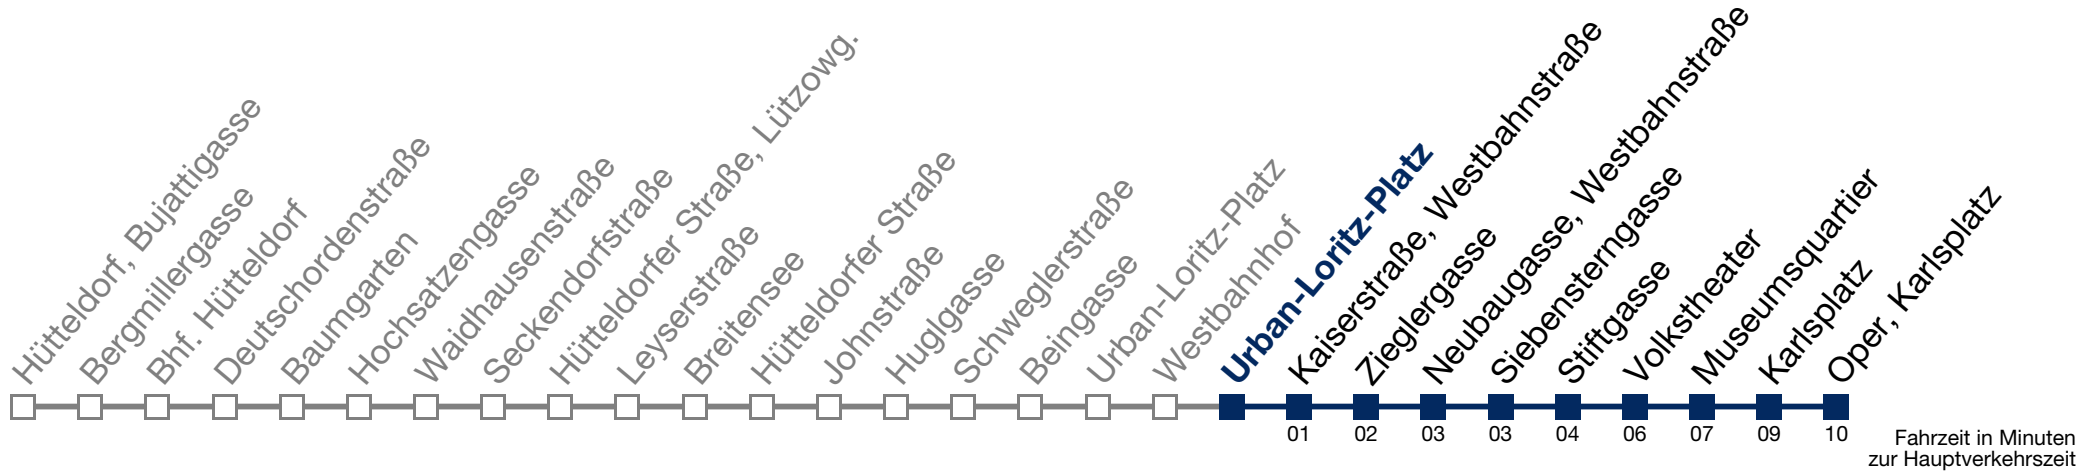 Hütteldorf, Bujattigasse
Bergmillergasse
Bhf. Hütteldorf
Deutschordenstraße
Baumgarten
Hochsatzengasse
Waidhausenstraße
Seckendorfstraße
Hütteldorfer Straße, Lützowg.
Leyserstraße
Breitensee
Hütteldorfer Straße
Johnstraße
Huglgasse
Schweglerstraße
Beingasse
Urban-Loritz-Platz
Westbahnhof
Urban-Loritz-Platz
Kaiserstraße, Westbahnstraße
Zieglergasse
Neubaugasse, Westbahnstraße
Siebensterngasse
Stiftgasse
Volkstheater
Museumsquartier
Karlsplatz
Oper, Karlsplatz
01 02 03 03 04 06 07 09 10
Fahrzeit in Minuten
zur Hauptverkehrszeit